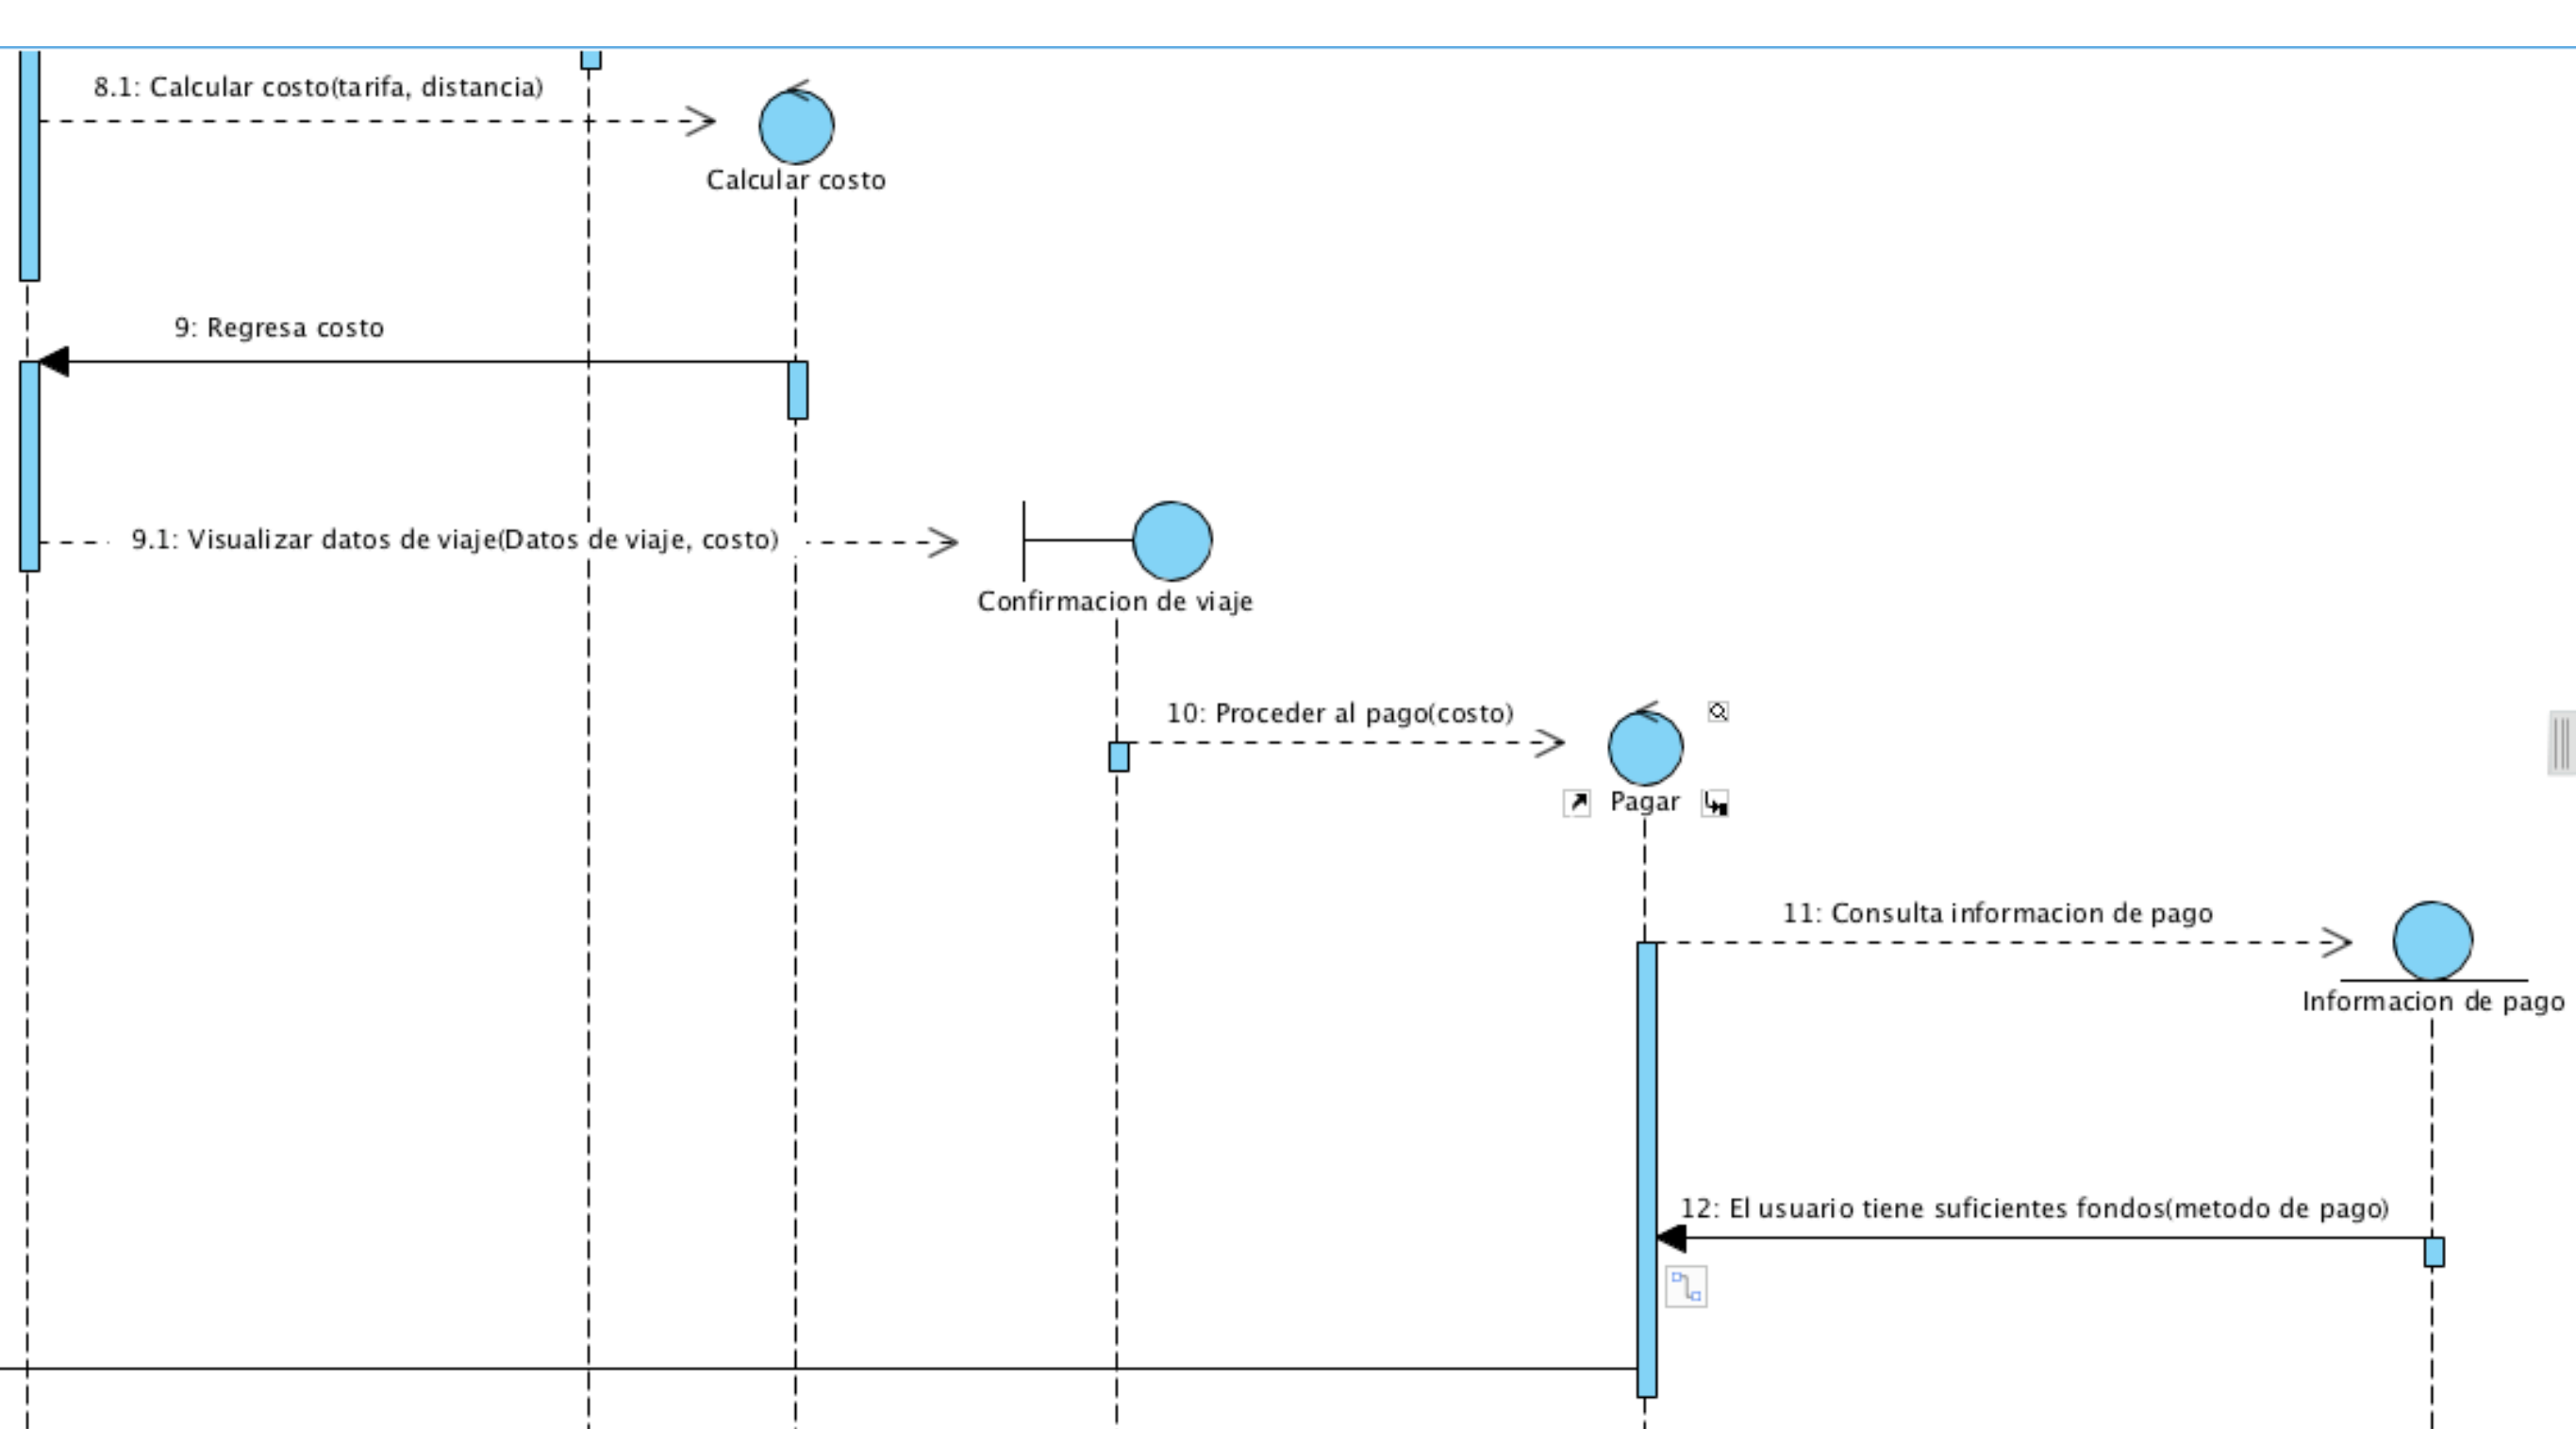 8.1: Calcular costo(tarifa, distancia)
Calcular costo
9: Regresa costo
9.1: Visualizar datos de viaje(Datos de viaje, costo)
Confirmacion de viaje
10: Proceder al pago(costo)
Pagar
11: Consulta informacion de pago
Informacion de pago
12: El usuario tiene suficientes fondos(metodo de pago)